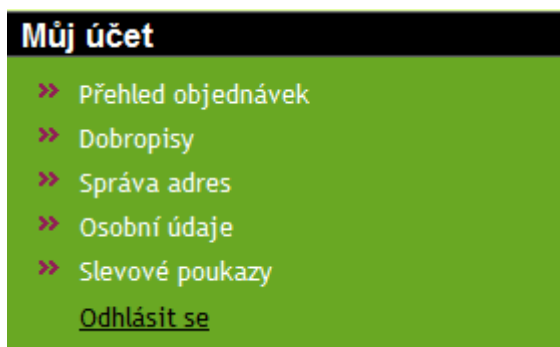 Můj účet
Přehled objednávek
Dobropisy
Správa adres
Osobní údaje
Slevové poukazy
Odhlásit se